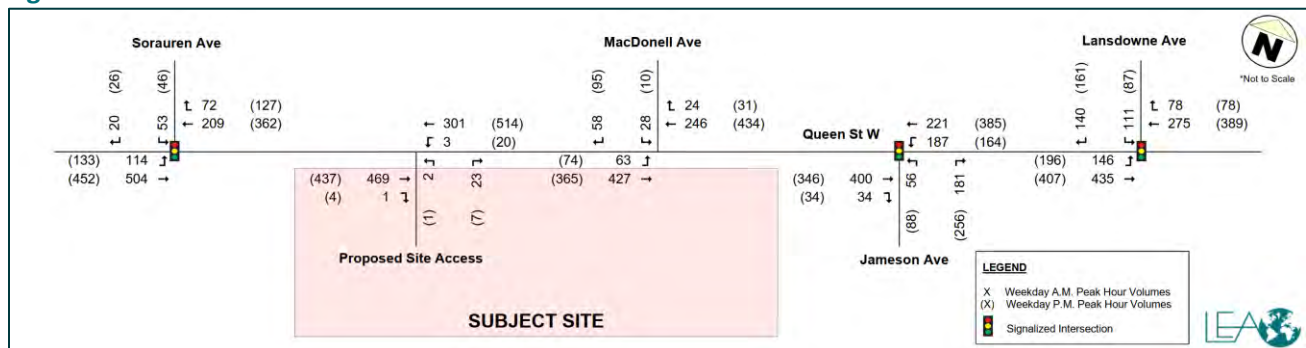 Sorauren Ave
MacDonell Ave
Lansdowne Ave
N
*Not to Scale
20 (26)
53 (46)
72 (127)
209 (362)
(133) 114
(452) 504
301 (514)
3 (20)
(437) 469
(4) 1
2 (1)
23 (7)
Proposed Site Access
SUBJECT SITE
58 (95)
28 (10)
24 (31)
246 (434)
(74) 63
(365) 427
Queen St W
221 (385)
187 (164)
(346) 400
(34) 34
56 (88)
181 (256)
Jameson Ave
140 (161)
111 (87)
78 (78)
275 (389)
(196) 146
(407) 435
LEGEND
X Weekday A.M. Peak Hour Volumes
(X) Weekday P.M. Peak Hour Volumes
Signalized Intersection
LEA